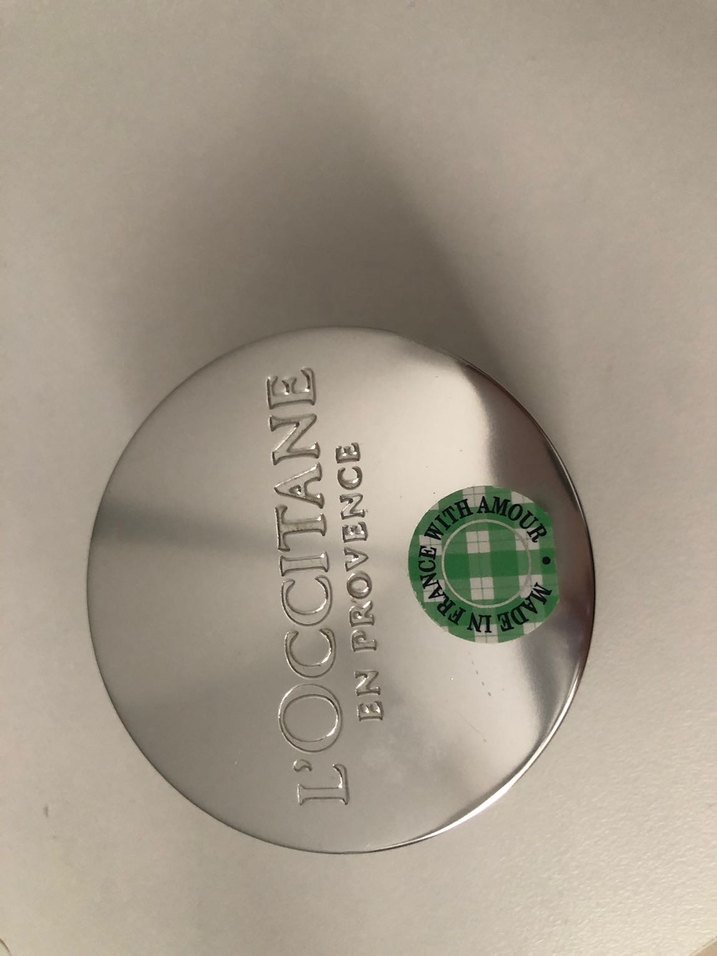 L'OCCITANE
EN PROVENCE
MADE IN FRANCE WITH AMOUR •